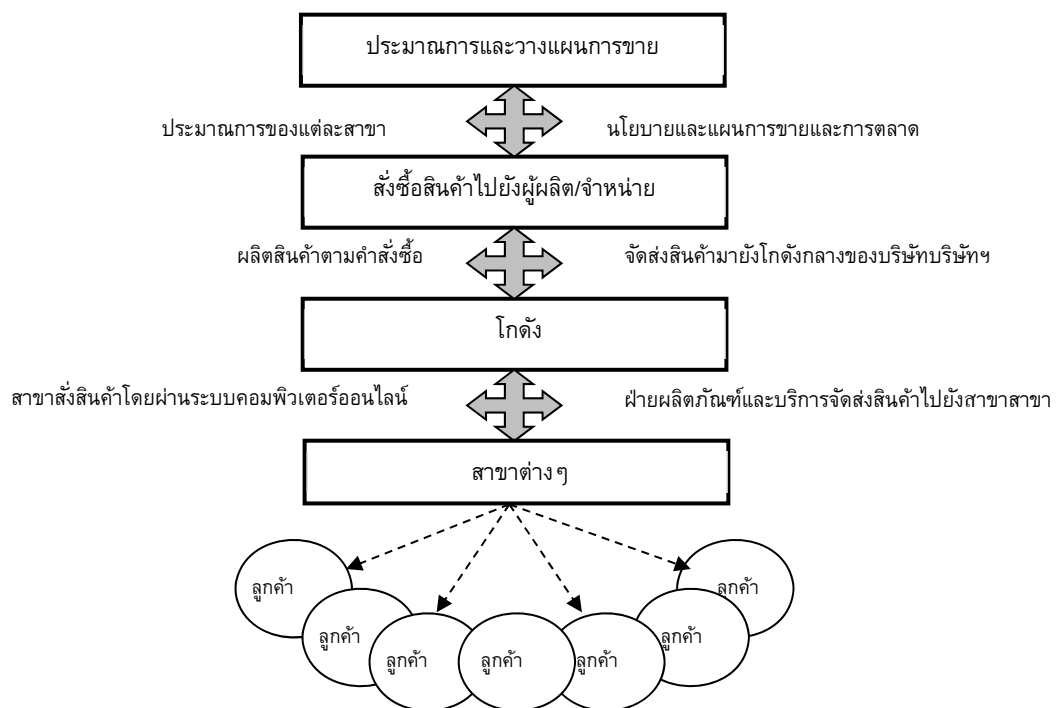 ประมาณการและวางแผนการขาย
ประมาณการของแต่ละสาขา
นโยบายและแผนการขายและการตลาด
สั่งซื้อสินค้าไปยังผู้ผลิต/จำหน่าย
ผลิตสินค้าตามคำสั่งซื้อ
จัดส่งสินค้ามายังโกดังกลางของบริษัทบริษัทฯ
โกดัง
สาขาสั่งสินค้าโดยผ่านระบบคอมพิวเตอร์ออนไลน์
ฝ่ายผลิตภัณฑ์และบริการจัดส่งสินค้าไปยังสาขาสาขา
สาขาต่างๆ
ลูกค้า
ลูกค้า
ลูกค้า
ลูกค้า
ลูกค้า
ลูกค้า
ลูกค้า